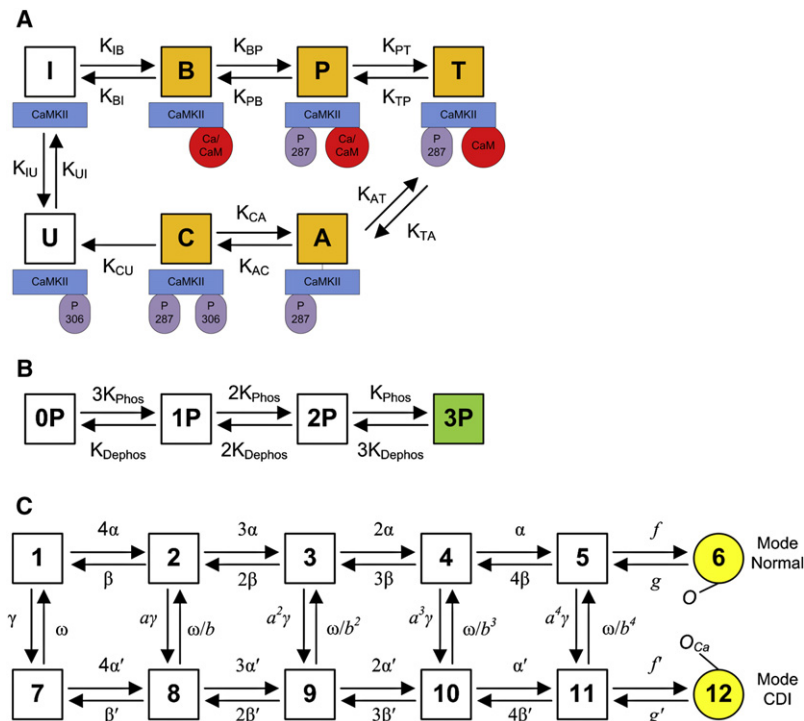 A
K_IB K_BP K_PT
I B P T
K_BI K_PB K_TP
CaMKII CaMKII CaMKII CaMKII
Ca/ CaM
P 287
Ca/ CaM
P 287
CaM
K_IU K_UI
K_AT
K_TA
K_CA
U C A
K_CU K_AC
CaMKII CaMKII CaMKII
P 306
P 287
P 306
P 287
B
3K_Phos 2K_Phos K_Phos
0P 1P 2P 3P
K_Dephos 2K_Dephos 3K_Dephos
C
4α 3α 2α α f
1 2 3 4 5 6
Mode Normal
β 2β 3β 4β g
O
γ ω aγ ω/b a²γ ω/b² a³γ ω/b³ a⁴γ ω/b⁴
O_Ca
4α′ 3α′ 2α′ α′ f′
7 8 9 10 11 12
Mode CDI
β′ 2β′ 3β′ 4β′ g′